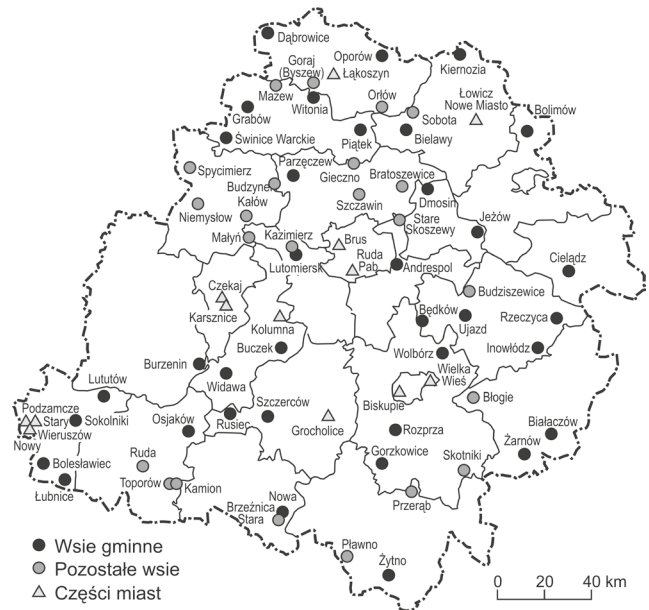 Dąbrowice
Oporów
Kiernozia
Goraj
(Byszew)
Łąkoszyn
Mazew
Witonia
Orłów
Łowicz
Nowe Miasto
Grabów
Sobota
Bolimów
Świnice Warckie
Piątek
Bielawy
Spycimierz
Parzęczew
Gieczno
Bratoszewice
Budzynek
Szczawin
Dmosin
Niemysłow
Kałów
Stare
Skoszewy
Jeżów
Małyń
Kazimierz
Brus
Lutomiersk
Ruda
Pab.
Andrespol
Cielądz
Czekaj
Karsznice
Budziszewice
Kolumna
Będków
Ujazd
Rzeczyca
Buczek
Wolbórz
Inowłódz
Burzenin
Widawa
Wielka
Wieś
Lututów
Biskupie
Błogie
Podzamcze
Stary
Wieruszów
Nowy
Sokolniki
Osjaków
Rusiec
Szczerców
Grocholice
Rozprza
Białaczów
Żarnów
Bolesławiec
Ruda
Gorzkowice
Skotniki
Łubnice
Toporów
Kamion
Przerąb
Brzeźnica
Nowa
Stara
Pławno
Żytno
Wsie gminne
Pozostałe wsie
Części miast
0 20 40 km